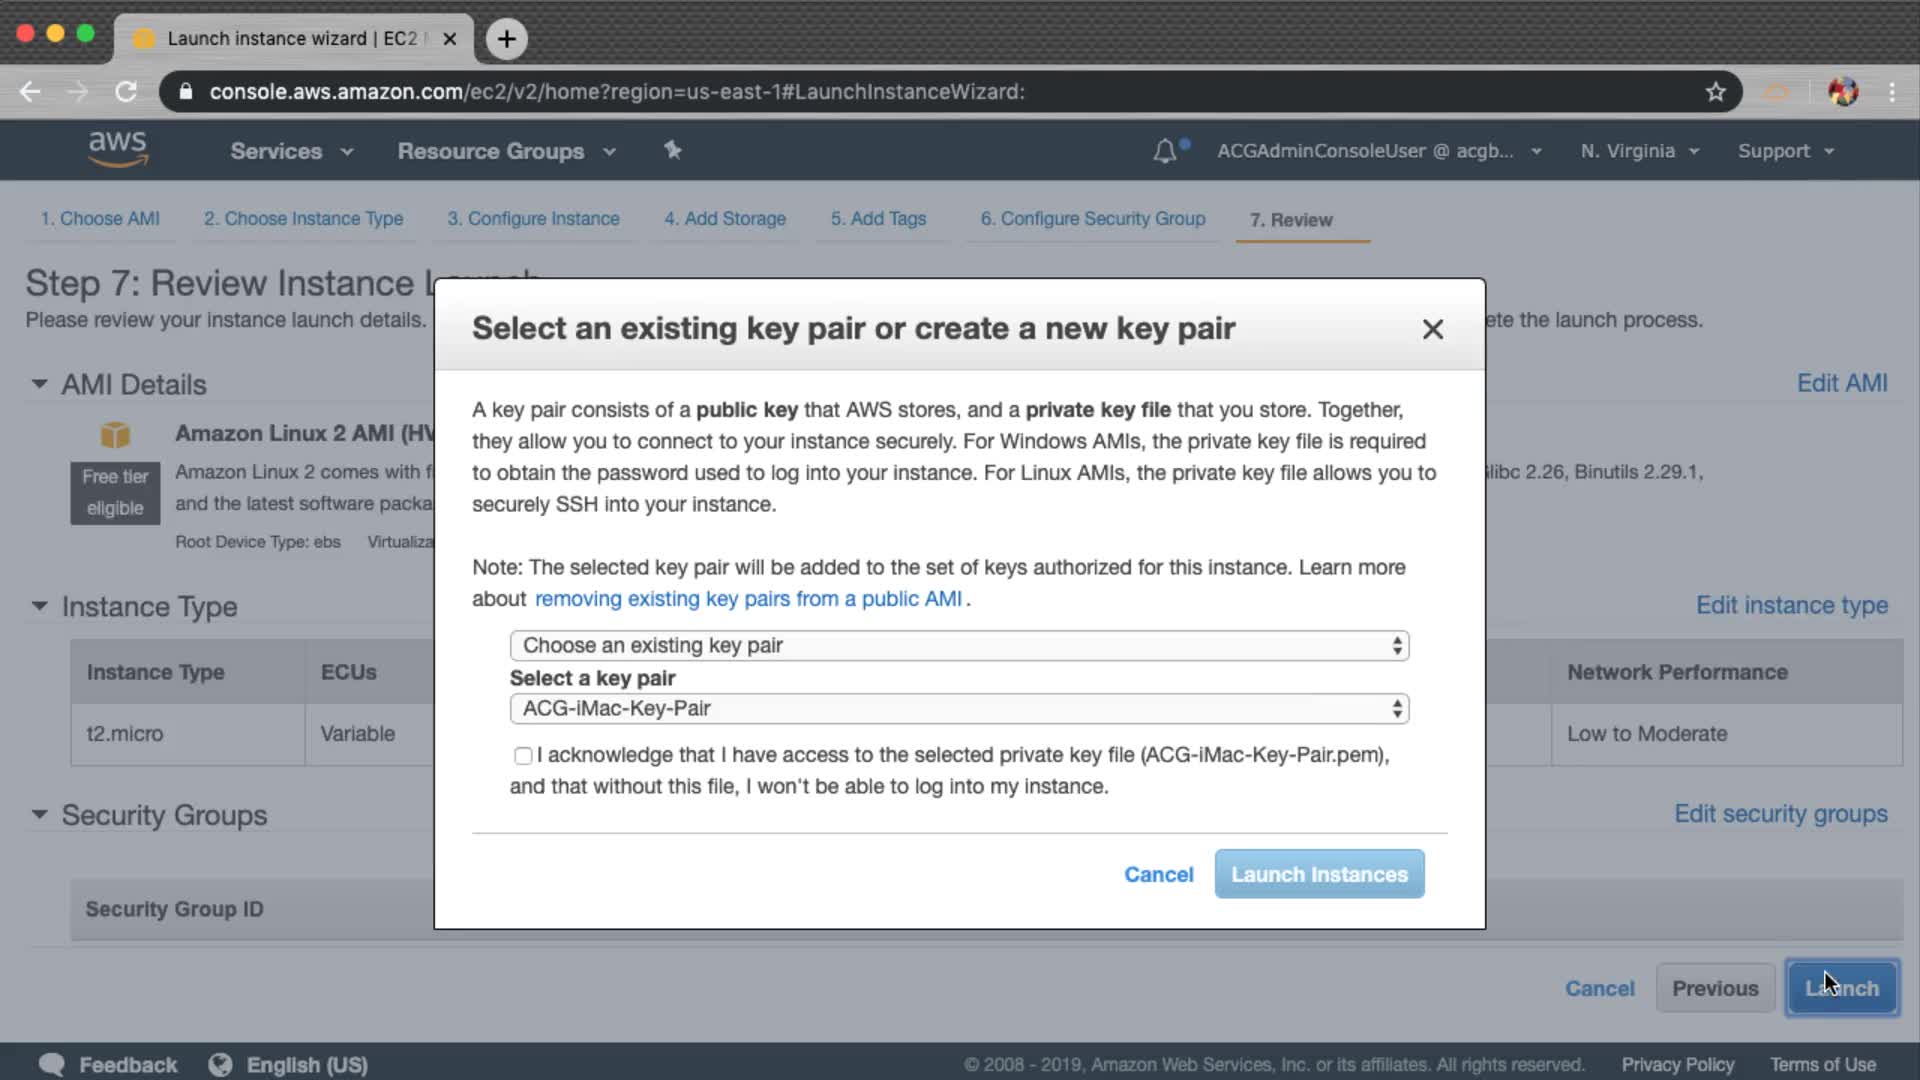 Launch instance wizard | EC2
console.aws.amazon.com/ec2/v2/home?region=us-east-1#LaunchInstanceWizard:
aws Services Resource Groups ACGAdminConsoleUser @ acgb... N. Virginia Support
1. Choose AMI 2. Choose Instance Type 3. Configure Instance 4. Add Storage 5. Add Tags 6. Configure Security Group 7. Review
Step 7: Review Instance
Please review your instance launch details. ete the launch process.
AMI Details Edit AMI
Amazon Linux 2 AMI (HV
Free tier eligible
Amazon Linux 2 comes with f libc 2.26, Binutils 2.29.1,
and the latest software packa
Root Device Type: ebs Virtualiza
Instance Type Edit instance type
Instance Type ECUs Network Performance
t2.micro Variable Low to Moderate
Security Groups Edit security groups
Security Group ID
Select an existing key pair or create a new key pair
A key pair consists of a public key that AWS stores, and a private key file that you store. Together,
they allow you to connect to your instance securely. For Windows AMIs, the private key file is required
to obtain the password used to log into your instance. For Linux AMIs, the private key file allows you to
securely SSH into your instance.
Note: The selected key pair will be added to the set of keys authorized for this instance. Learn more
about removing existing key pairs from a public AMI .
Choose an existing key pair
Select a key pair
ACG-iMac-Key-Pair
I acknowledge that I have access to the selected private key file (ACG-iMac-Key-Pair.pem),
and that without this file, I won't be able to log into my instance.
Cancel Launch Instances
Cancel Previous Launch
Feedback English (US) © 2008 - 2019, Amazon Web Services, Inc. or its affiliates. All rights reserved. Privacy Policy Terms of Use